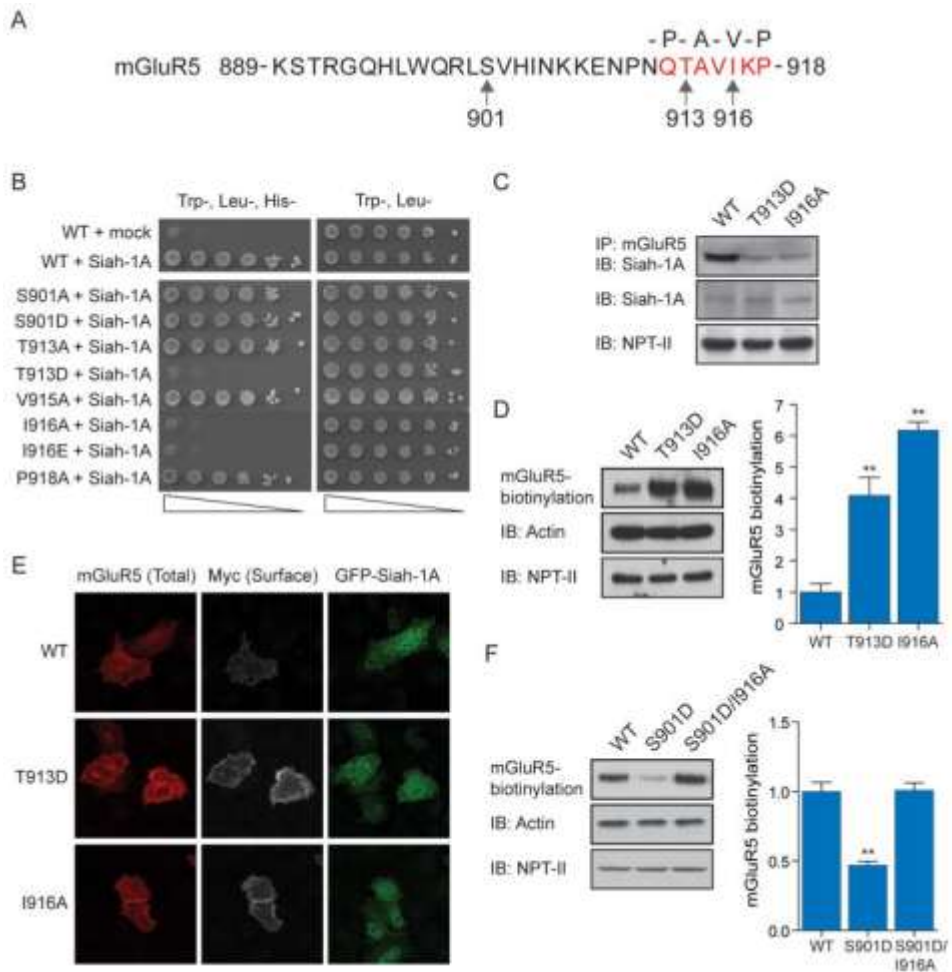 A
- P - A - V - P
mGluR5 889- KSTRGQHLWQRLSVHINKKENPNQTAVIKP - 918
901 913 916
B
Trp-, Leu-, His- Trp-, Leu-
WT + mock
WT + Siah-1A
S901A + Siah-1A
S901D + Siah-1A
T913A + Siah-1A
T913D + Siah-1A
V915A + Siah-1A
I916A + Siah-1A
I916E + Siah-1A
P918A + Siah-1A
C
WT T913D I916A
IP: mGluR5
IB: Siah-1A
IB: Siah-1A
IB: NPT-II
D
WT T913D I916A
mGluR5-
biotinylation
IB: Actin
IB: NPT-II
mGluR5 biotinylation
7
6
5
4
3
2
1
0
** **
WT T913D I916A
E
mGluR5 (Total) Myc (Surface) GFP-Siah-1A
WT
T913D
I916A
F
WT S901D S901D/I916A
mGluR5-
biotinylation
IB: Actin
IB: NPT-II
mGluR5 biotinylation
1.5
1.0
0.5
0.0
**
WT S901D S901D/
I916A